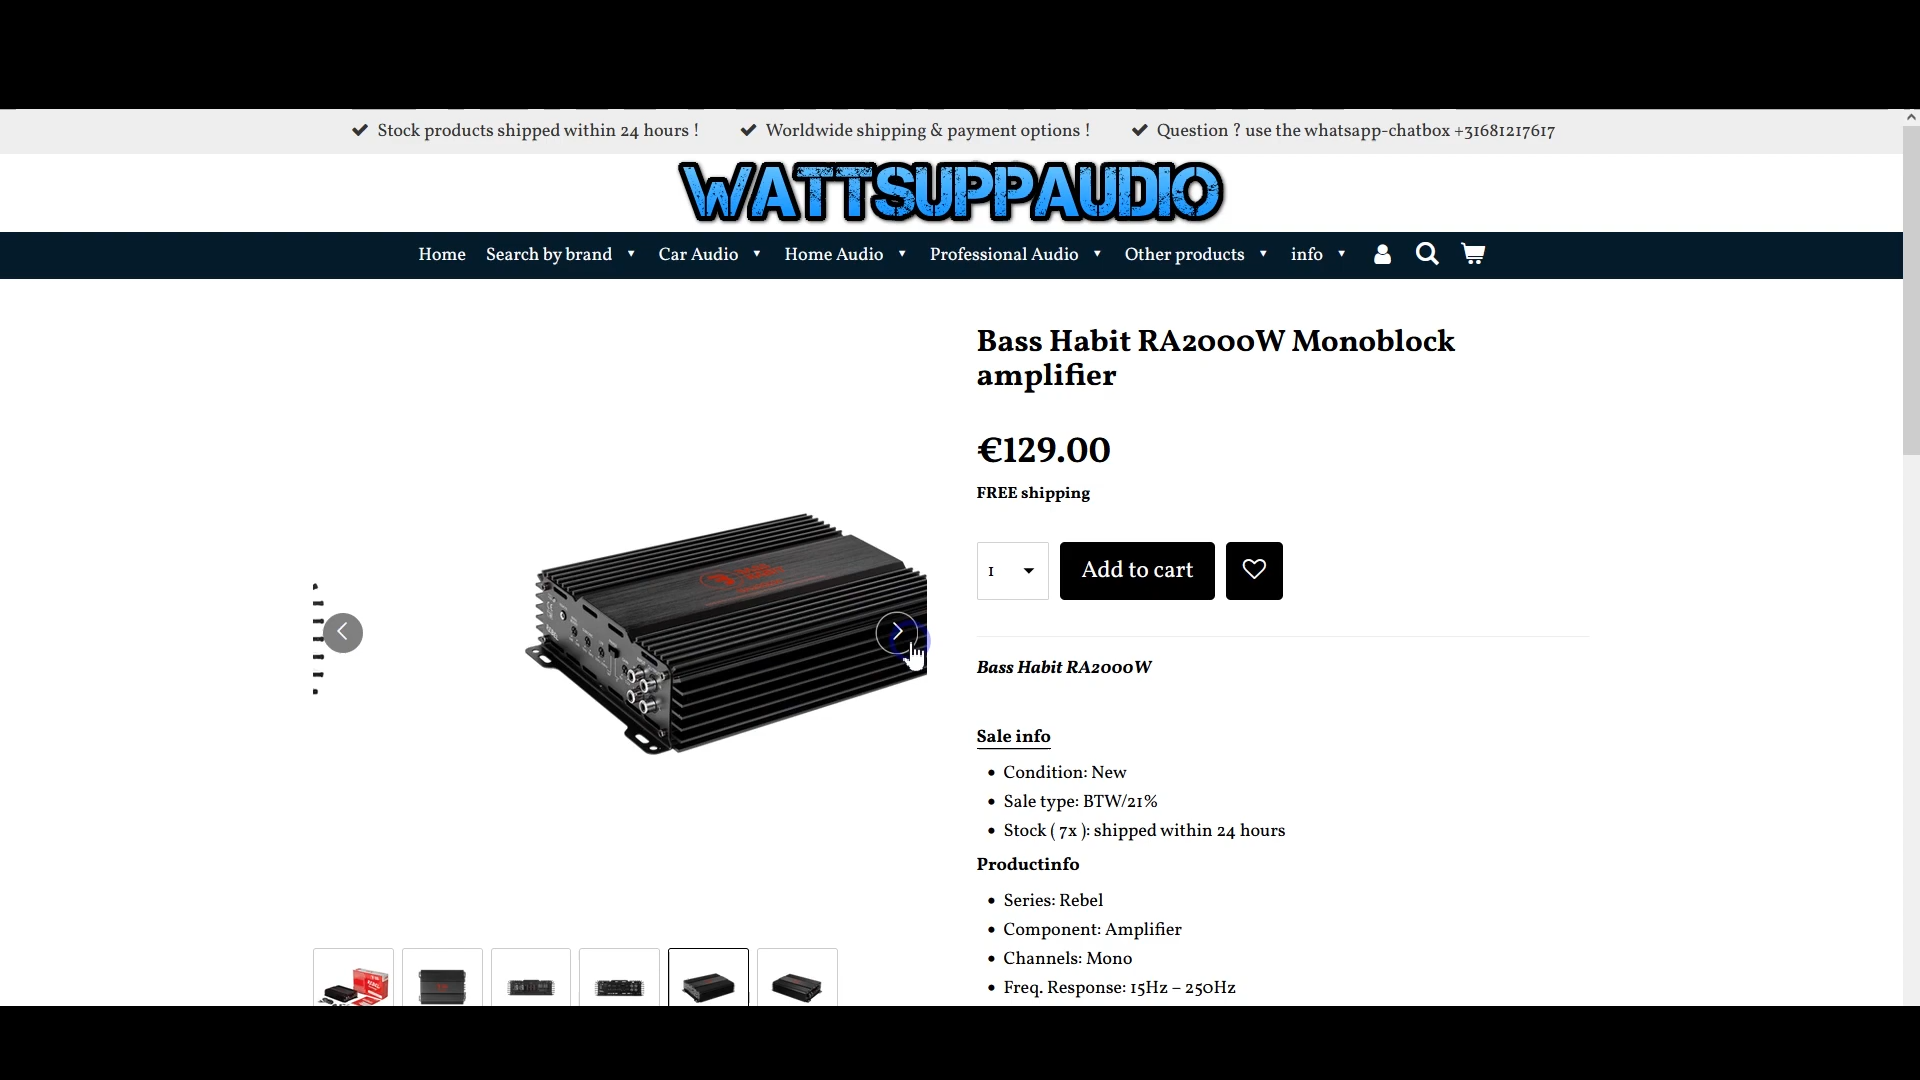 Stock products shipped within 24 hours !
Worldwide shipping & payment options !
Question ? use the whatsapp-chatbox +31681217617
WATTSUPPAUDIO
Home
Search by brand
Car Audio
Home Audio
Professional Audio
Other products
info
Bass Habit RA2000W Monoblock
amplifier
€129.00
FREE shipping
1
Add to cart
Bass Habit RA2000W
Sale info
Condition: New
Sale type: BTW/21%
Stock ( 7x ): shipped within 24 hours
Productinfo
Series: Rebel
Component: Amplifier
Channels: Mono
Freq. Response: 15Hz – 250Hz